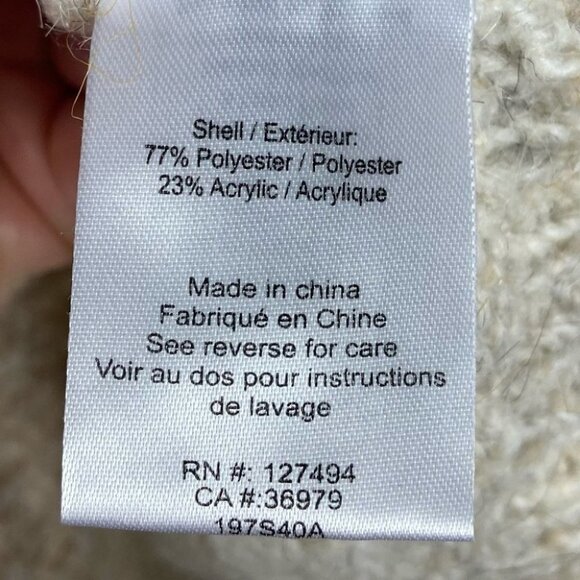 Shell / Extérieur:
77% Polyester / Polyester
23% Acrylic / Acrylique
Made in china
Fabriqué en Chine
See reverse for care
Voir au dos pour instructions
de lavage
RN #: 127494
CA #:36979
197S40A